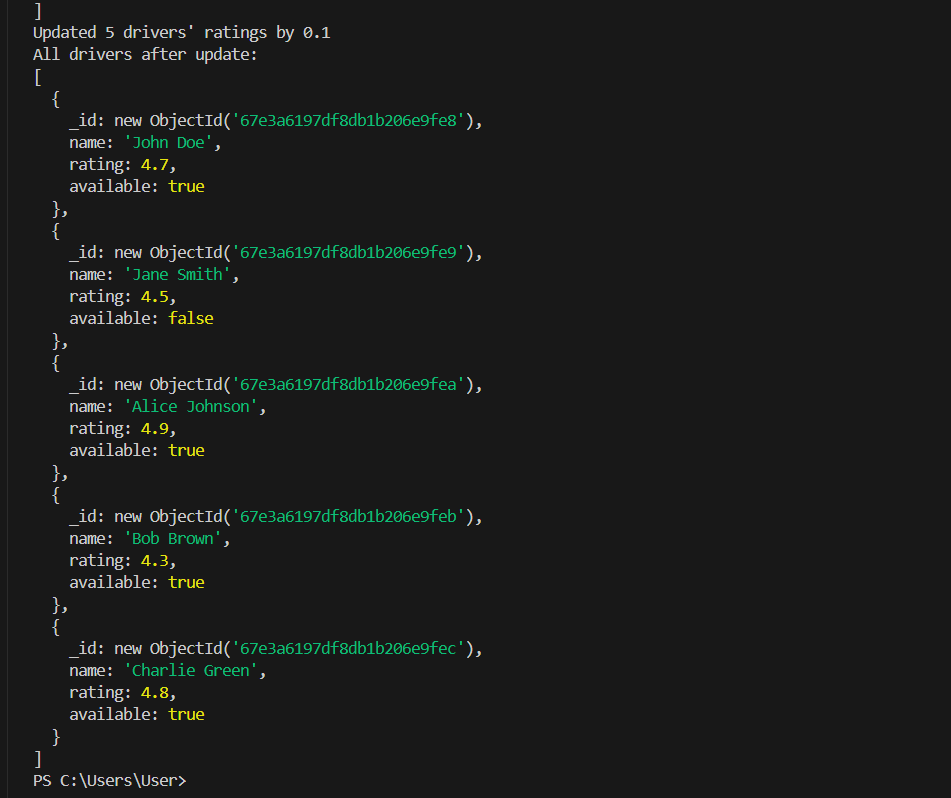 ]
Updated 5 drivers' ratings by 0.1
All drivers after update:
[
  {
    _id: new ObjectId('67e3a6197df8db1b206e9fe8'),
    name: 'John Doe',
    rating: 4.7,
    available: true
  },
  {
    _id: new ObjectId('67e3a6197df8db1b206e9fe9'),
    name: 'Jane Smith',
    rating: 4.5,
    available: false
  },
  {
    _id: new ObjectId('67e3a6197df8db1b206e9fea'),
    name: 'Alice Johnson',
    rating: 4.9,
    available: true
  },
  {
    _id: new ObjectId('67e3a6197df8db1b206e9feb'),
    name: 'Bob Brown',
    rating: 4.3,
    available: true
  },
  {
    _id: new ObjectId('67e3a6197df8db1b206e9fec'),
    name: 'Charlie Green',
    rating: 4.8,
    available: true
  }
]
PS C:\Users\User>